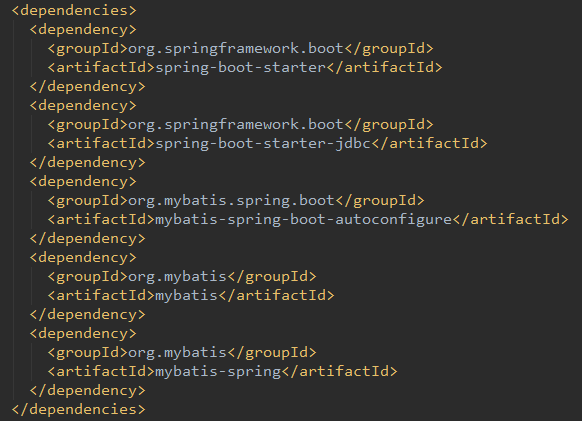 <dependencies>
<dependency>
<groupId>org.springframework.boot</groupId>
<artifactId>spring-boot-starter</artifactId>
</dependency>
<dependency>
<groupId>org.springframework.boot</groupId>
<artifactId>spring-boot-starter-jdbc</artifactId>
</dependency>
<dependency>
<groupId>org.mybatis.spring.boot</groupId>
<artifactId>mybatis-spring-boot-autoconfigure</artifactId>
</dependency>
<dependency>
<groupId>org.mybatis</groupId>
<artifactId>mybatis</artifactId>
</dependency>
<dependency>
<groupId>org.mybatis</groupId>
<artifactId>mybatis-spring</artifactId>
</dependency>
</dependencies>